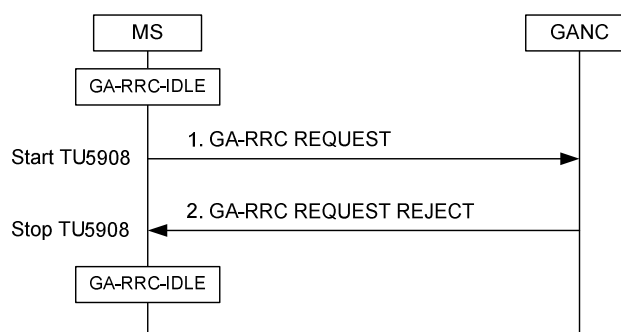 MS
GANC
GA-RRC-IDLE
1. GA-RRC REQUEST
Start TU5908
2. GA-RRC REQUEST REJECT
Stop TU5908
GA-RRC-IDLE